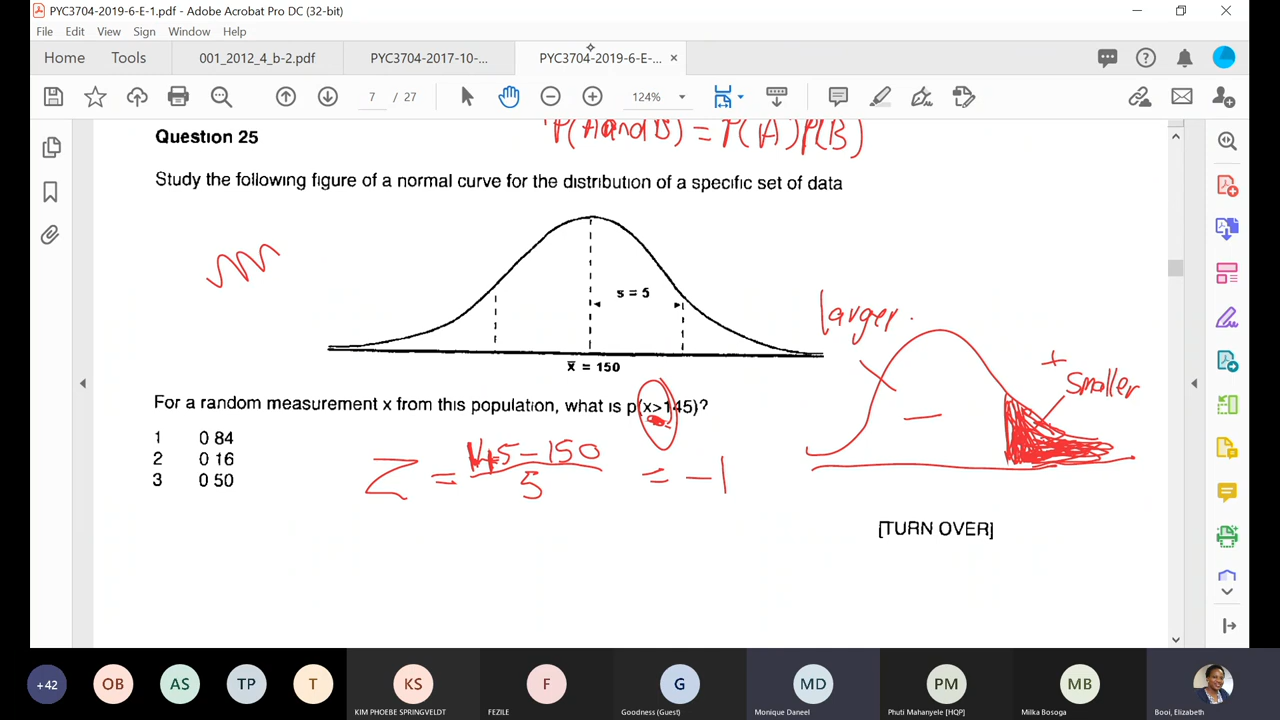 PYC3704-2019-6-E-1.pdf - Adobe Acrobat Pro DC (32-bit)
File Edit View Sign Window Help
Home Tools 001_2012_4_b-2.pdf PYC3704-2017-10-... PYC3704-2019-6-E-... ×
7 / 27 124%
P(A and B) = P(A) P(B)
Question 25
Study the following figure of a normal curve for the distribution of a specific set of data
s = 5
x̄ = 150
larger.
+
smaller
−
For a random measurement x from this population, what is p(x>145)?
1 0 84
2 0 16
3 0 50
Z = 145 − 150 / 5 = −1
[TURN OVER]
+42 OB AS TP T KS F G MD PM MB
KIM PHOEBE SPRINGVELDT FEZILE Goodness (Guest) Monique Daneel Phuti Mahanyele [HQP] Milka Bosoga Booi, Elizabeth